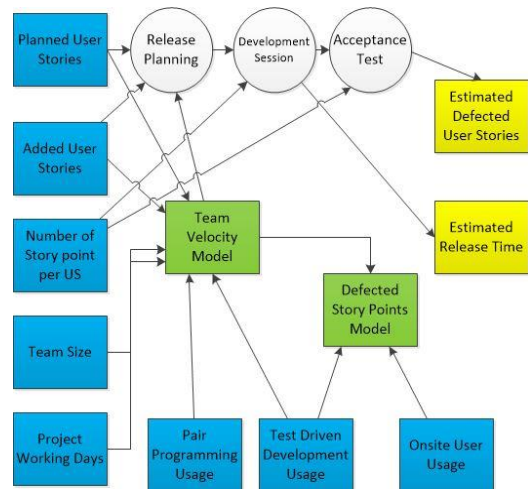 Planned User
Stories
Release
Planning
Development
Session
Acceptance
Test
Estimated
Defected
User Stories
Added User
Stories
Number of
Story point
per US
Team
Velocity
Model
Estimated
Release Time
Defected
Story Points
Model
Team Size
Project
Working Days
Pair
Programming
Usage
Test Driven
Development
Usage
Onsite User
Usage